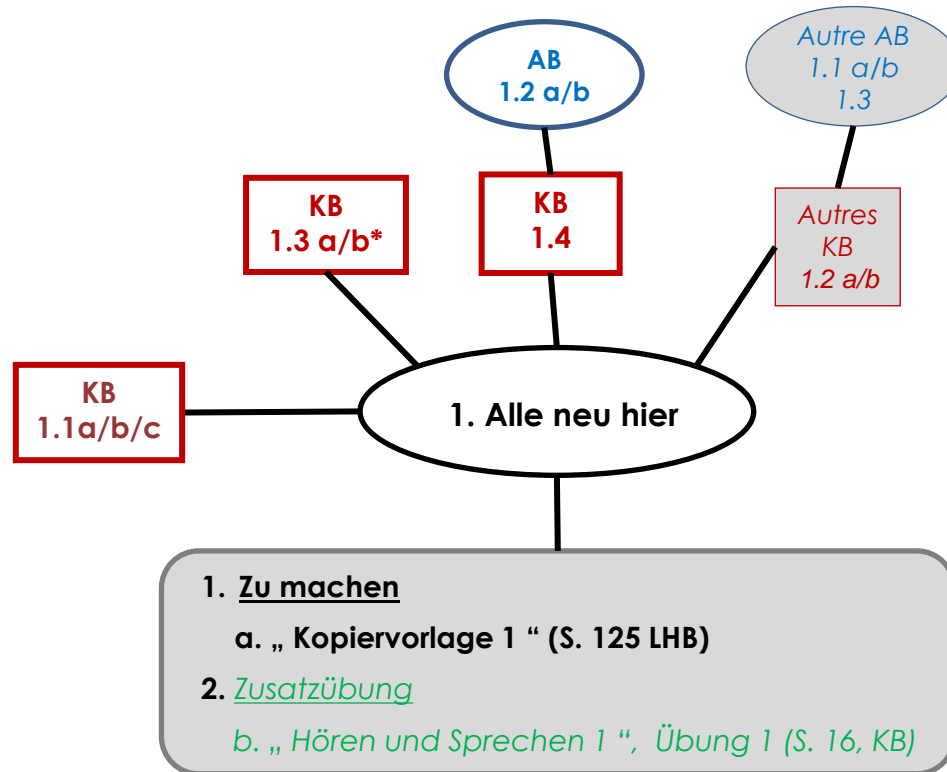 AB
1.2 a/b
Autre AB
1.1 a/b
1.3
KB
1.3 a/b*
KB
1.4
Autres
KB
1.2 a/b
KB
1.1a/b/c
1. Alle neu hier
1. Zu machen
a. „ Kopiervorlage 1 “ (S. 125 LHB)
2. Zusatzübung
b. „ Hören und Sprechen 1 “, Übung 1 (S. 16, KB)